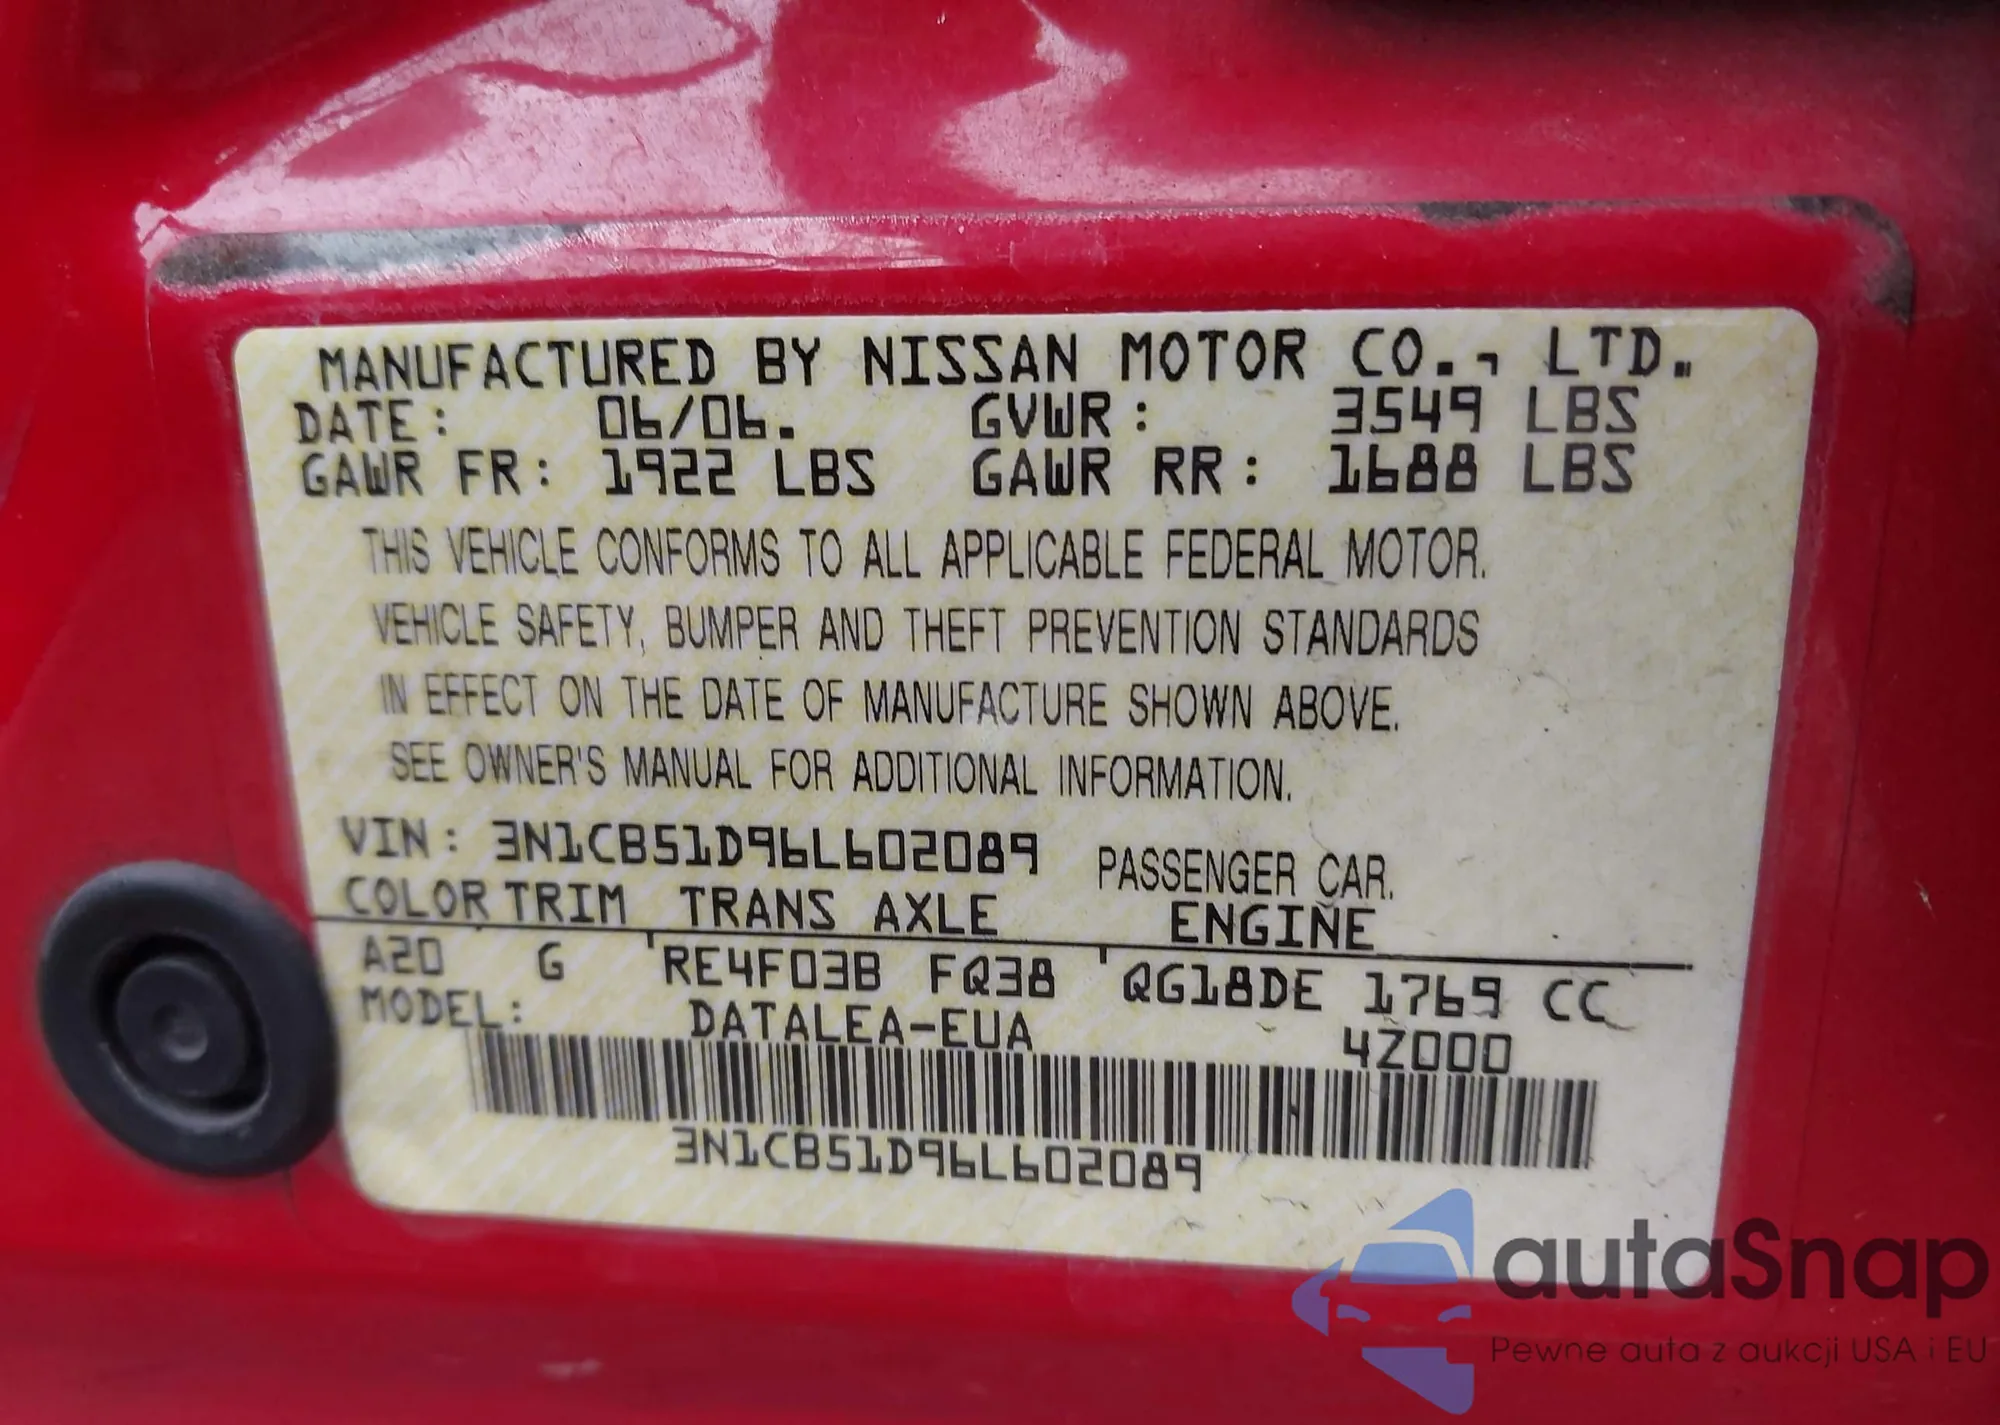 MANUFACTURED BY NISSAN MOTOR CO., LTD.
DATE: 06/06. GVWR: 3549 LBS
GAWR FR: 1922 LBS GAWR RR: 1688 LBS
THIS VEHICLE CONFORMS TO ALL APPLICABLE FEDERAL MOTOR.
VEHICLE SAFETY, BUMPER AND THEFT PREVENTION STANDARDS
IN EFFECT ON THE DATE OF MANUFACTURE SHOWN ABOVE.
SEE OWNER'S MANUAL FOR ADDITIONAL INFORMATION.
VIN: 3N1CB51D96L602089 PASSENGER CAR.
COLOR TRIM TRANS AXLE ENGINE
A20 G RE4F03B FQ38 QG18DE 1769 CC
MODEL: DATALEA-EUA 4Z000
3N1CB51D96L602089
autaSnap
Pewne auta z aukcji USA i EU